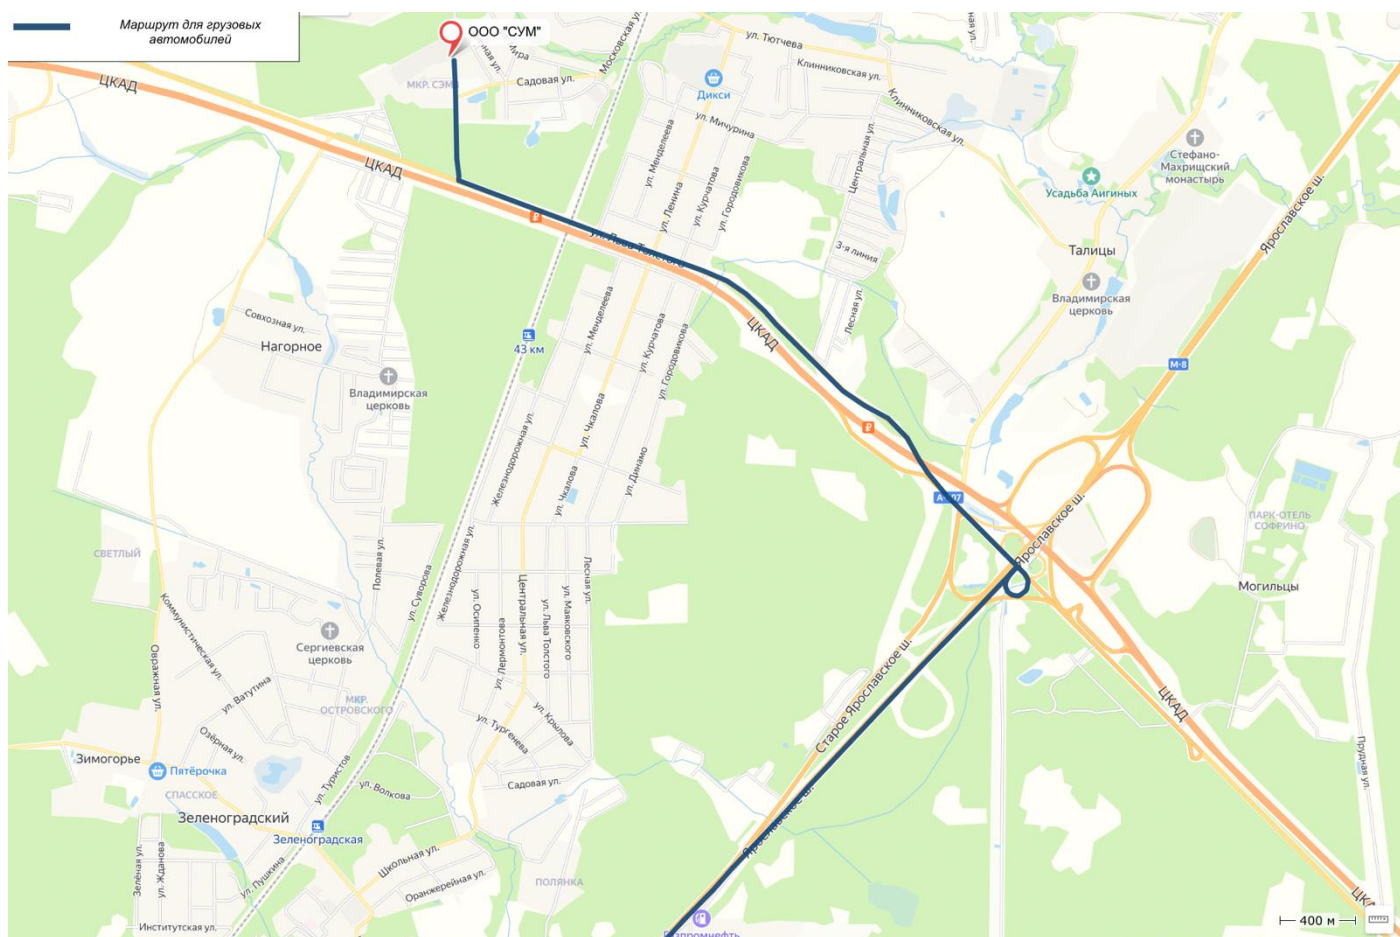 Маршрут для грузовых
автомобилей
ООО "СУМ"
Московская ул.
Садовая ул.
МКР. СЭМЗ
ул. Тютчева
Клинниковская ул.
Клинниковская ул.
Дикси
ул. Мичурина
ЦКАД
ЦКАД
ул. Менделеева
ул. Ленина
ул. Курчатова
ул. Городовикова
Центральная ул.
Стефано-
Махрищский
монастырь
Усадьба Аигиных
Ярославское ш.
Талицы
3-я линия
ул. Льва Толстого
Владимирская
церковь
Лесная ул.
Совхозная ул.
Нагорное
43 км
ул. Менделеева
ул. Курчатова
ул. Городовикова
ЦКАД
М-8
Владимирская
церковь
Железнодорожная ул.
ул. Чкалова
ул. Чкалова
ул. Динамо
ПАРК-ОТЕЛЬ
СОФРИНО
Ярославское ш.
СВЕТЛЫЙ
Полевая ул.
ул. Суворова
Железнодорожная ул.
Лесная ул.
Могильцы
Коммунистическая ул.
ул. Осипенко
Центральная ул.
ул. Лермонтова
ул. Льва Толстого
ул. Маяковского
Сергиевская
церковь
Овражная ул.
ул. Ватутина
МКР.
ОСТРОВСКОГО
Старое Ярославское ш.
ЦКАД
Озёрная ул.
ул. Тургенева
ул. Крылова
Зимогорье
Пятёрочка
ул. Туристов
Садовая ул.
ул. Волкова
СПАССКОЕ
Прудная ул.
Зеленоградский
Зеленоградская
Ярославское ш.
Школьная ул.
Зелёная ул.
ул. Жданова
ул. Пушкина
Оранжерейная ул.
ПОЛЯНКА
Институтская ул.
Газпромнефть
400 м